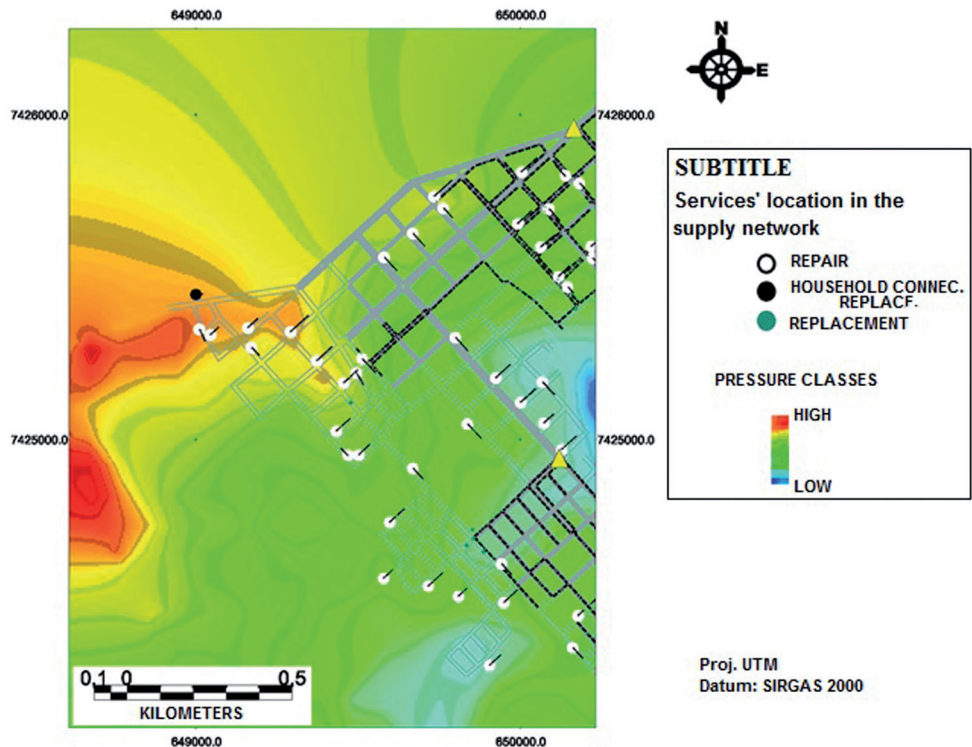 649000.0 650000.0
7426000.0 7426000.0
N
E
SUBTITLE
Services' location in the
supply network
REPAIR
HOUSEHOLD CONNEC.
REPLACF.
REPLACEMENT
PRESSURE CLASSES
HIGH
LOW
7425000.0 7425000.0
0.1 0 0.5
KILOMETERS
Proj. UTM
Datum: SIRGAS 2000
649000.0 650000.0